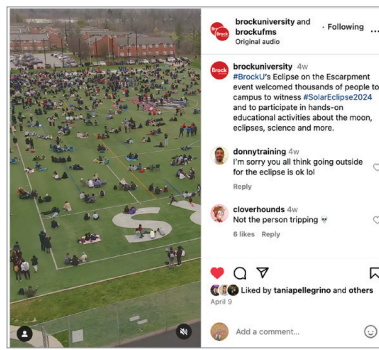 brockuniversity and
brockufms
• Following
...
Original audio
Brock
brockuniversity 4w
#BrockU's Eclipse on the Escarpment
event welcomed thousands of people to
campus to witness #SolarEclipse2024
and to participate in hands-on
educational activities about the moon,
eclipses, science and more.
donnytraining 4w
I'm sorry you all think going outside
for the eclipse is ok lol
Reply
cloverhounds 4w
Not the person tripping 💀
6 likes Reply
Liked by taniapellegrino and others
April 9
Add a comment...